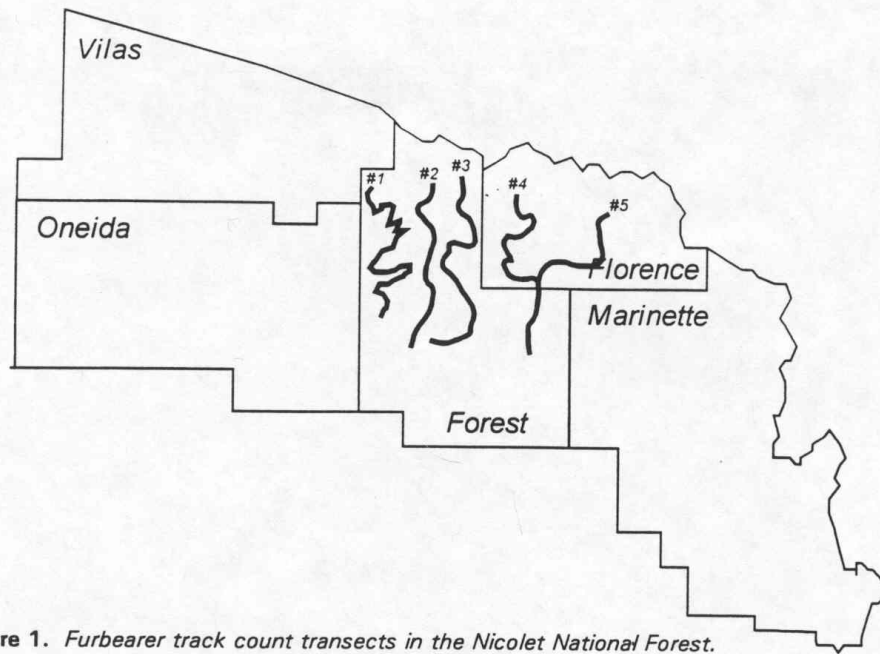 Vilas
#1
#2
#3
#4
#5
Oneida
Florence
Marinette
Forest
re 1. Furbearer track count transects in the Nicolet National Forest.